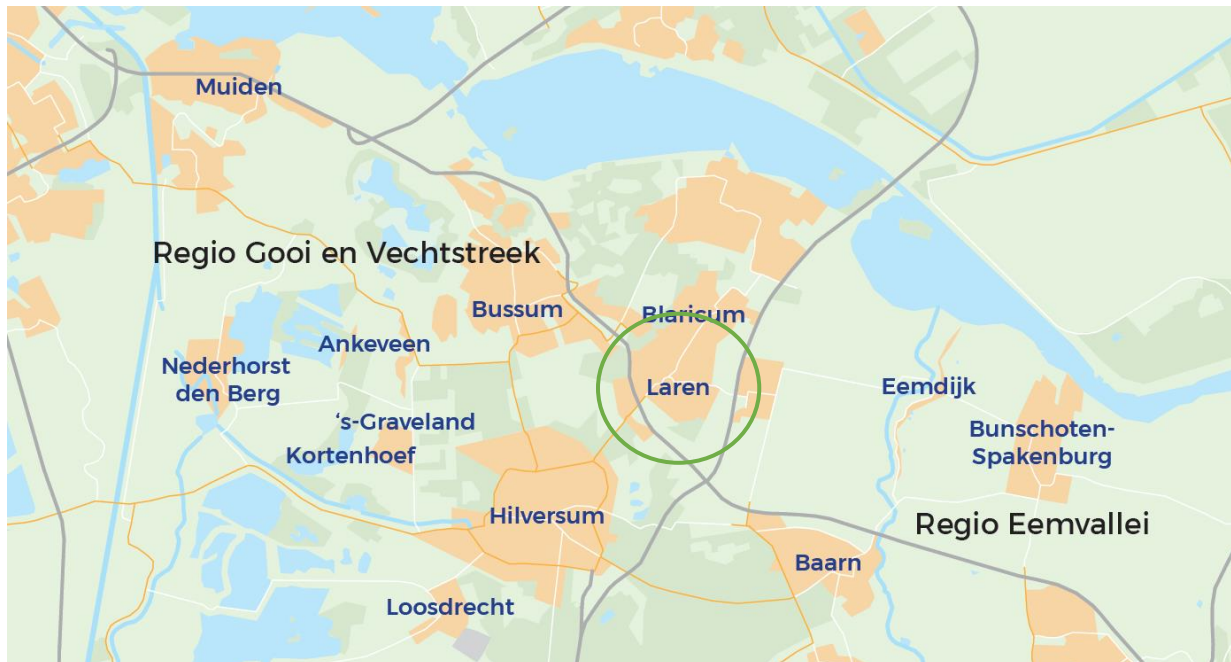 Muiden
Regio Gooi en Vechtstreek
Bussum
Blaricum
Ankeveen
Nederhorst
den Berg
Laren
Eemdijk
's-Graveland
Kortenhoef
Bunschoten-
Spakenburg
Hilversum
Regio Eemvallei
Baarn
Loosdrecht